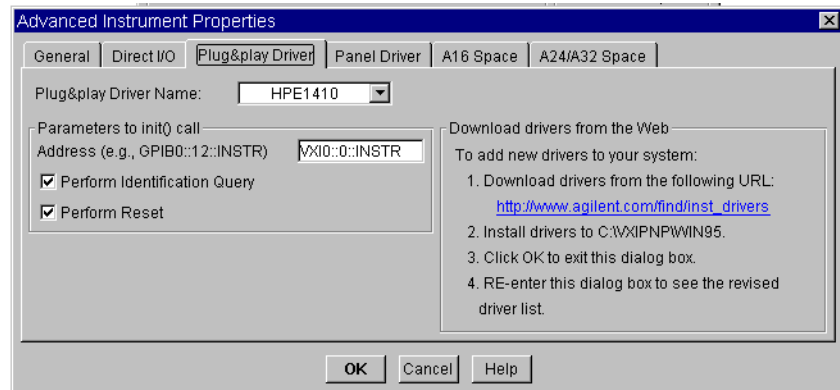 Advanced Instrument Properties
General Direct I/O Plug&play Driver Panel Driver A16 Space A24/A32 Space
Plug&play Driver Name: HPE1410
Parameters to init() call
Address (e.g., GPIB0::12::INSTR) VXI0::0::INSTR
Perform Identification Query
Perform Reset
Download drivers from the Web
To add new drivers to your system:
1. Download drivers from the following URL:
http://www.agilent.com/find/inst_drivers
2. Install drivers to C:\VXIPNP\WIN95.
3. Click OK to exit this dialog box.
4. RE-enter this dialog box to see the revised
driver list.
OK Cancel Help